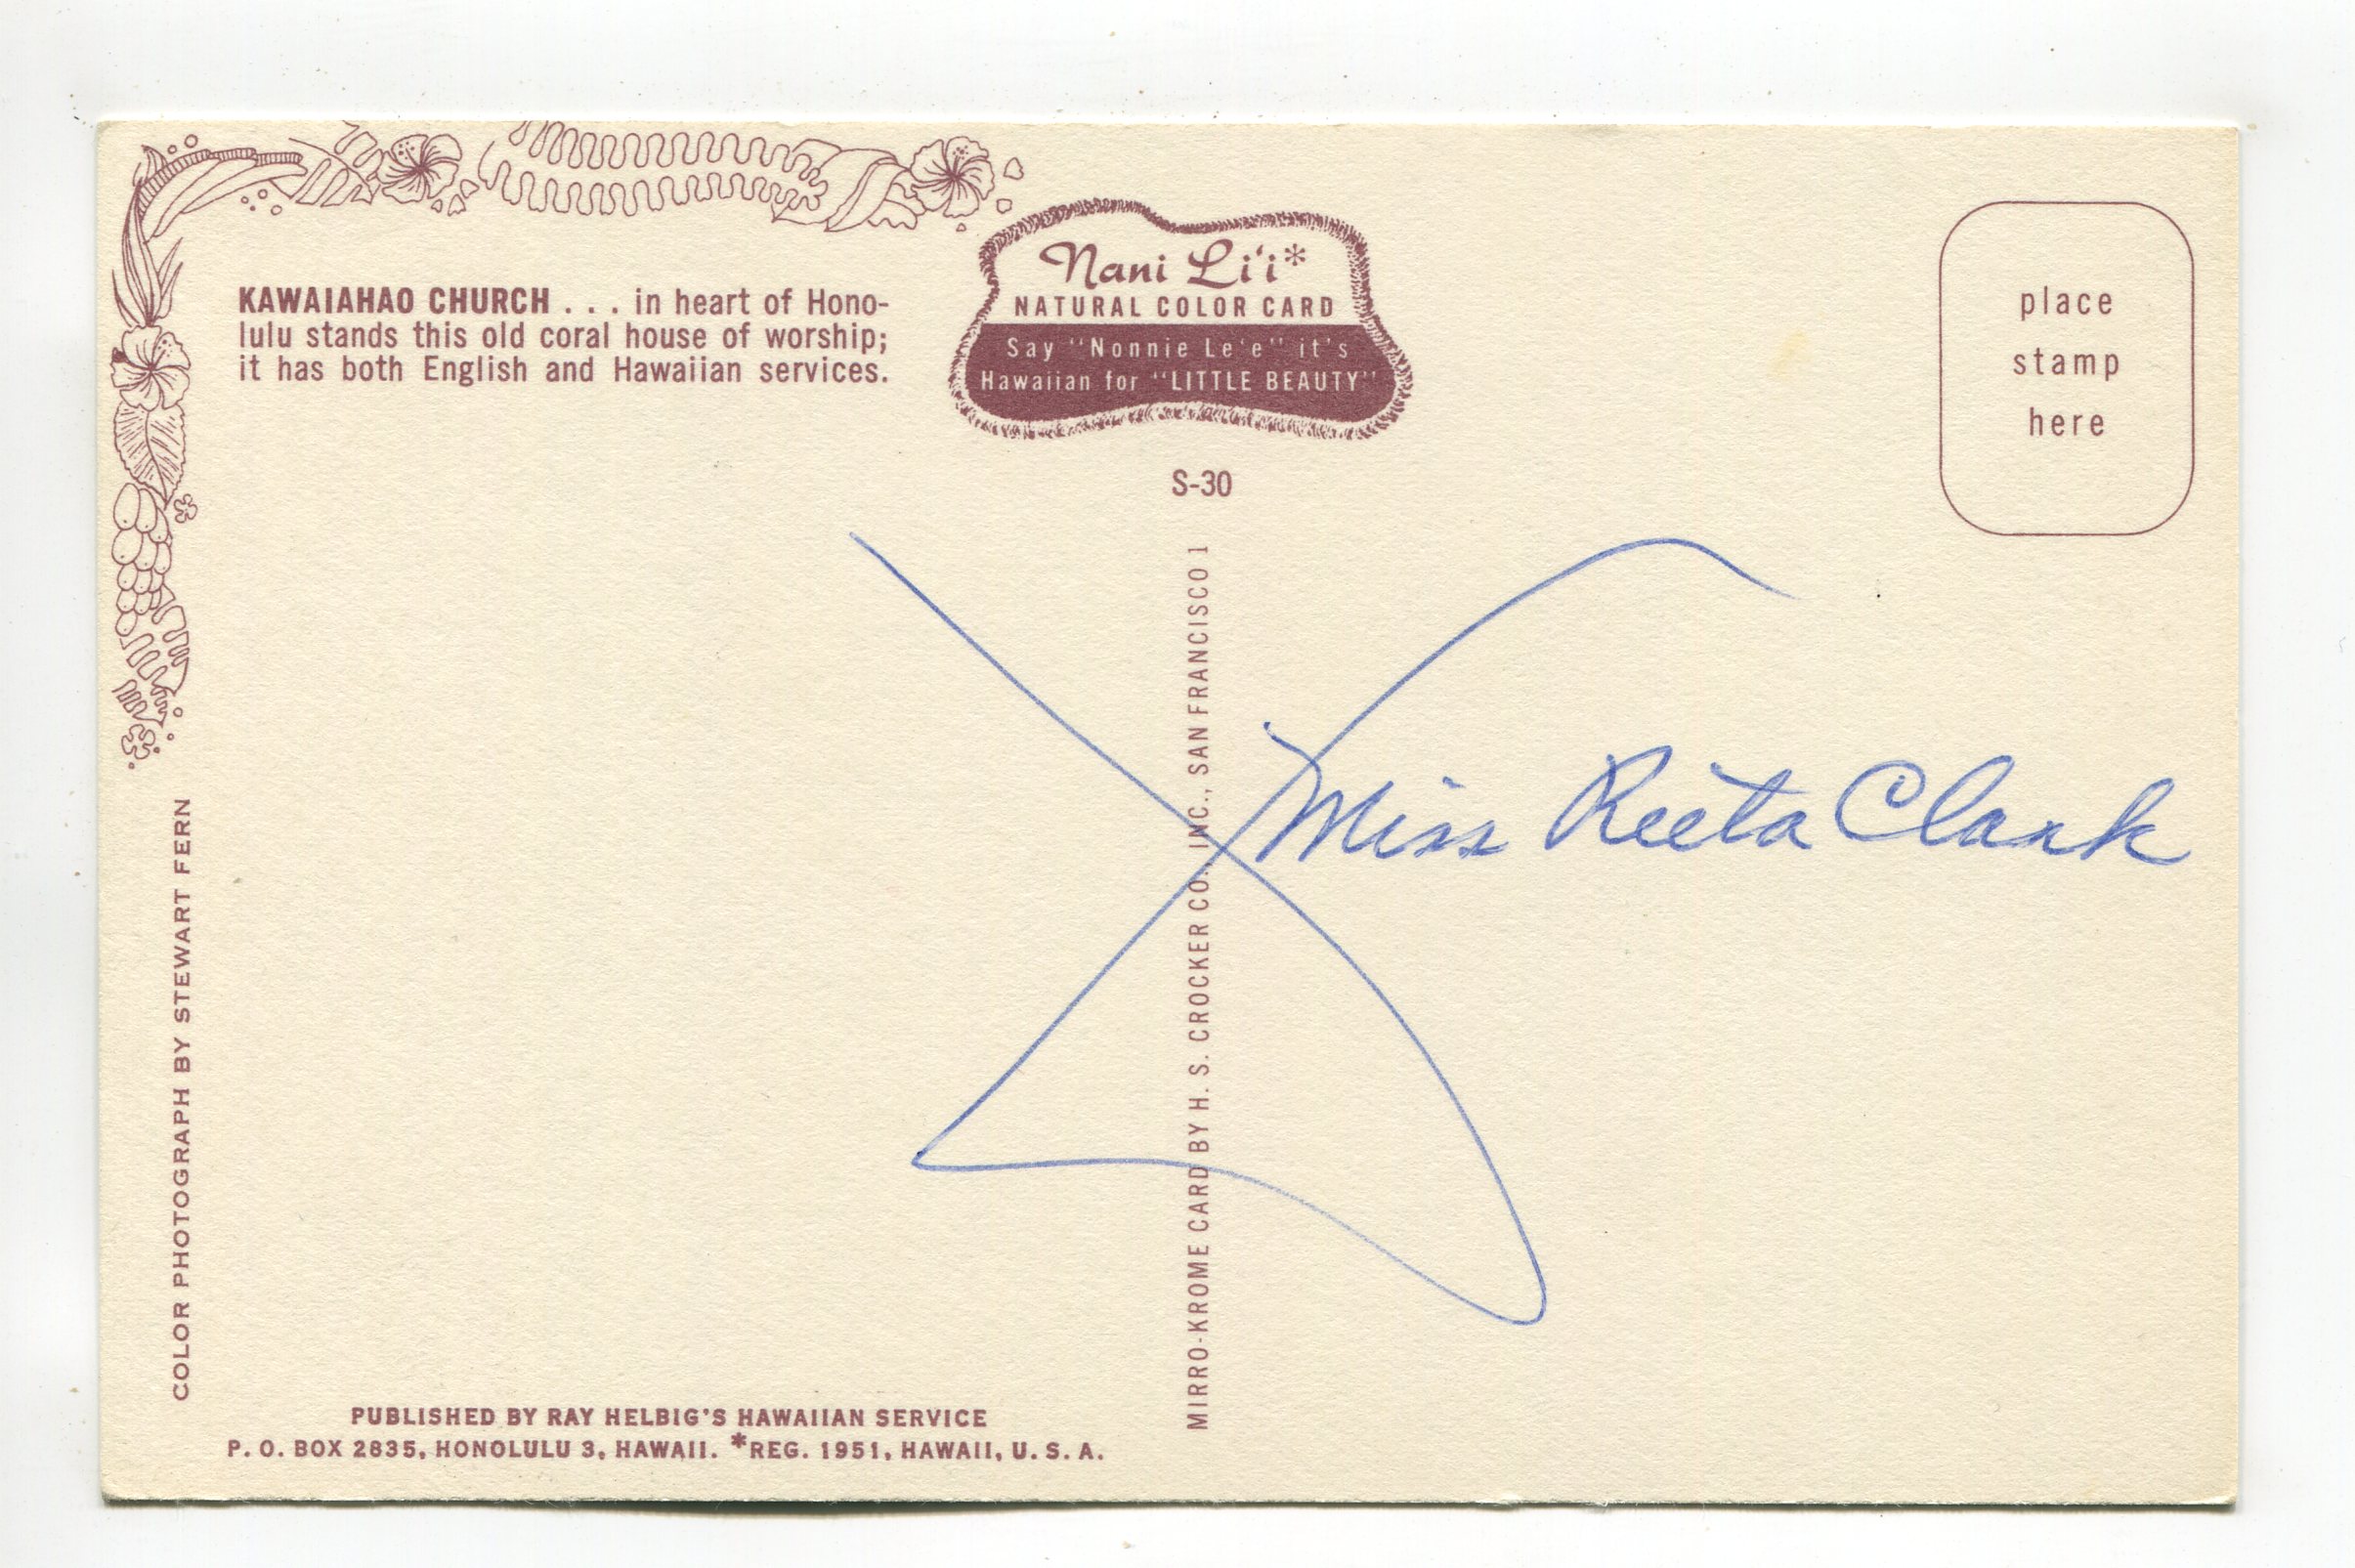 KAWAIAHAO CHURCH . . . in heart of Hono-
lulu stands this old coral house of worship;
it has both English and Hawaiian services.
Nani Li'i*
NATURAL COLOR CARD
Say "Nonnie Le'e" it's
Hawaiian for "LITTLE BEAUTY"
S-30
place
stamp
here
Miss Reeta Clark
MIRRO-KROME CARD BY H. S. CROCKER CO., INC., SAN FRANCISCO 1
COLOR PHOTOGRAPH BY STEWART FERN
PUBLISHED BY RAY HELBIG'S HAWAIIAN SERVICE
P. O. BOX 2835, HONOLULU 3, HAWAII. *REG. 1951, HAWAII, U. S. A.